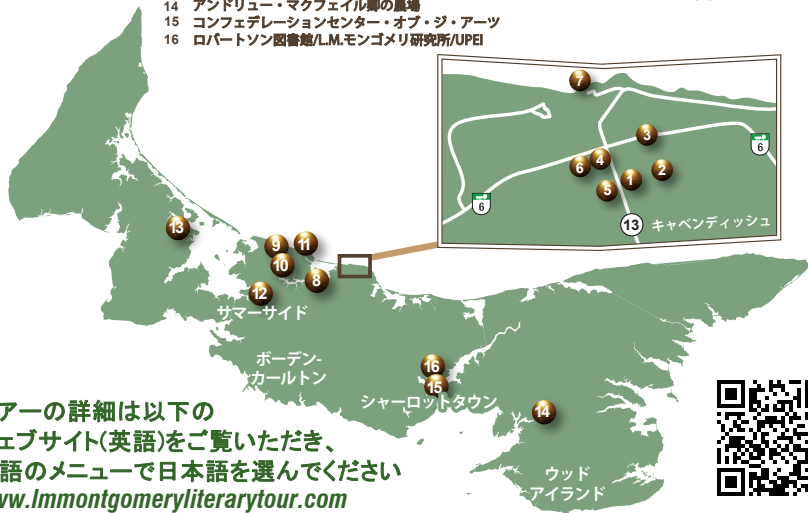 14 アンドリュー・マクフェイル卿の農場
15 コンフェデレーションセンター・オブ・ジ・アーツ
16 ロバートソン図書館/L.M.モンゴメリ研究所/UPEI
7
3
6
4
2
6
1
5
6
13 キャベンディッシュ
13
9
11
10
8
12
サマーサイド
ボーデン-
カールトン
16
15
シャーロットタウン
14
ウッド
アイランド
アーの詳細は以下の
ェブサイト(英語)をご覧いただき、
語のメニューで日本語を選んでください
ww.lmmontgomeryliterarytour.com